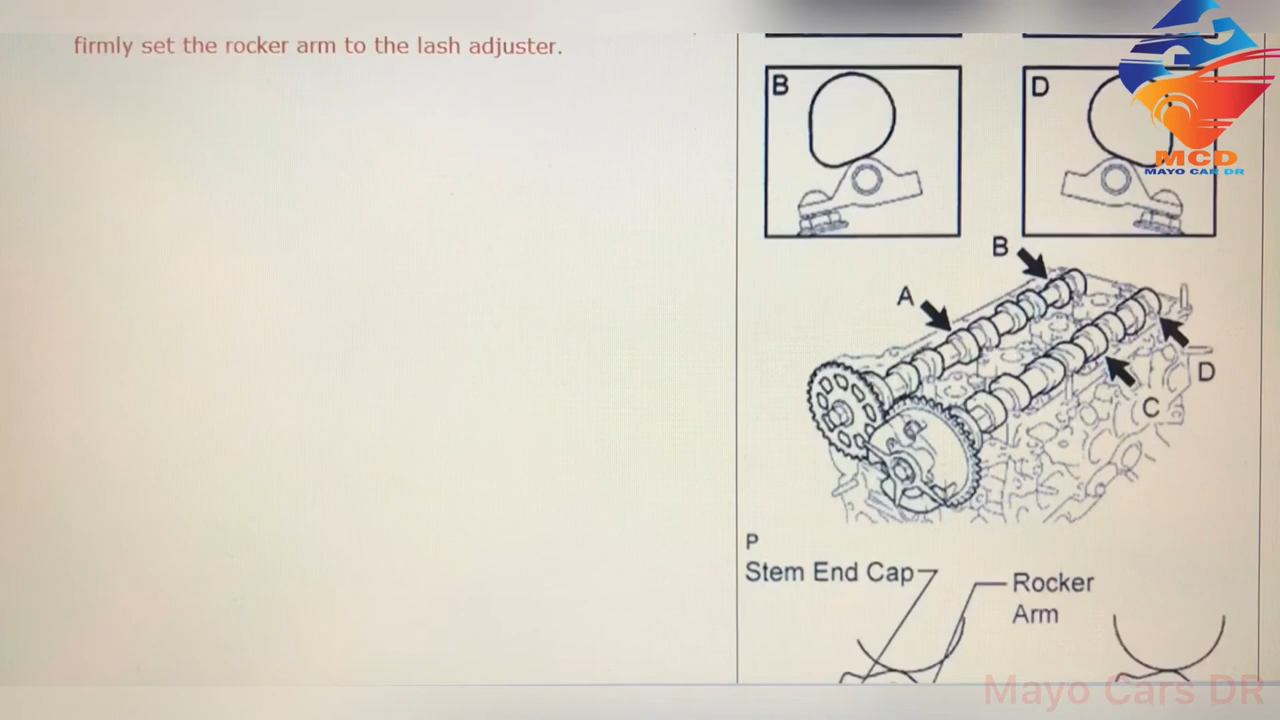 firmly set the rocker arm to the lash adjuster.
B
D
MCD
MAYO CAR DR
B
A
D
C
P
Stem End Cap
Rocker
Arm
Mayo Cars DR